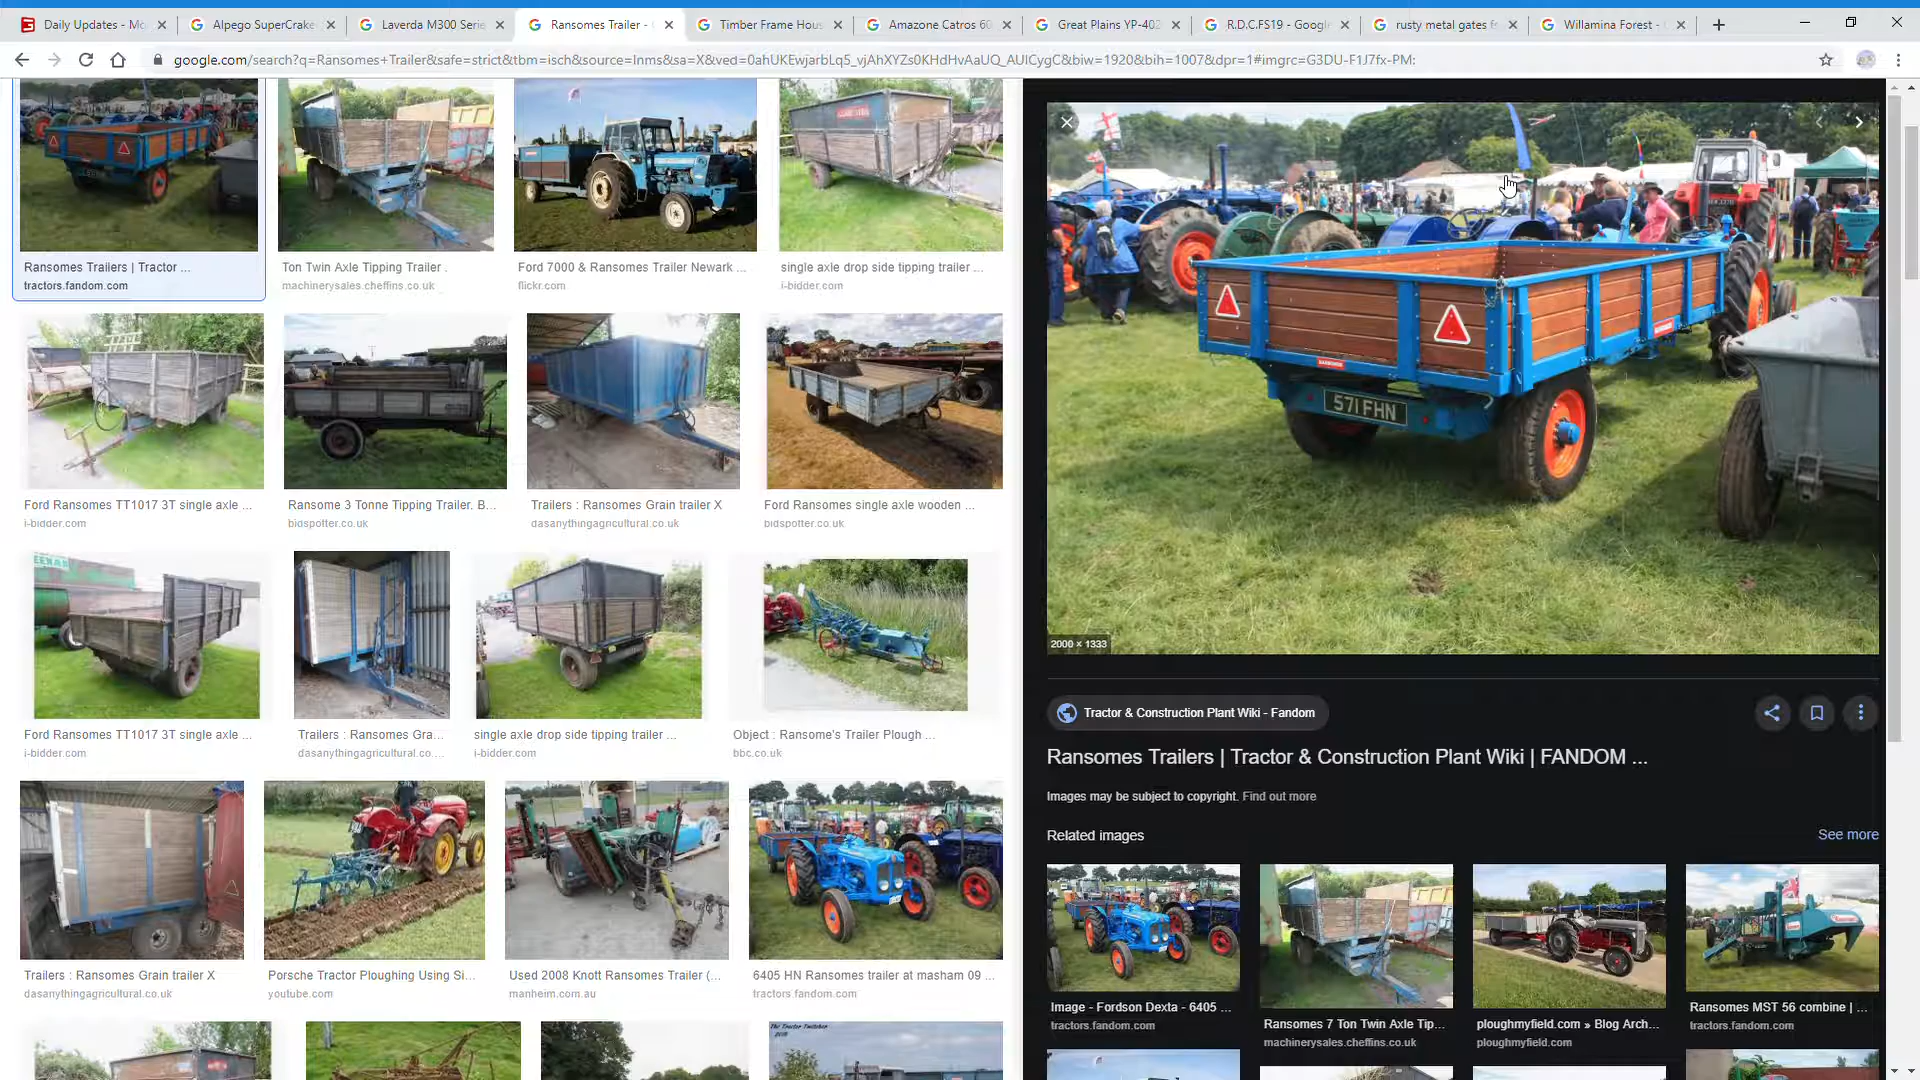 Daily Updates - Mo
Alpego SuperCrake
Laverda M300 Serie
Ransomes Trailer -
Timber Frame Hou
Amazone Catros 60
Great Plains YP-402
R.D.C.FS19 - Google
rusty metal gates fs
Willamina Forest -
google.com/search?q=Ransomes+Trailer&safe=strict&tbm=isch&source=lnms&sa=X&ved=0ahUKEwjarbLq5_vjAhXYZs0KHdHvAaUQ_AUICygC&biw=1920&bih=1007&dpr=1#imgrc=G3DU-F1J7fx-PM:
Ransomes Trailers | Tractor ...
tractors.fandom.com
Ton Twin Axle Tipping Trailer .
machinerysales.cheffins.co.uk
Ford 7000 & Ransomes Trailer Newark ...
flickr.com
single axle drop side tipping trailer ...
i-bidder.com
Ford Ransomes TT1017 3T single axle ...
i-bidder.com
Ransome 3 Tonne Tipping Trailer. B...
bidspotter.co.uk
Trailers : Ransomes Grain trailer X
dasanythingagricultural.co.uk
Ford Ransomes single axle wooden ...
bidspotter.co.uk
Ford Ransomes TT1017 3T single axle ...
i-bidder.com
Trailers : Ransomes Gra...
dasanythingagricultural.co....
single axle drop side tipping trailer ...
i-bidder.com
Object : Ransome's Trailer Plough ...
bbc.co.uk
Trailers : Ransomes Grain trailer X
dasanythingagricultural.co.uk
Porsche Tractor Ploughing Using Si...
youtube.com
Used 2008 Knott Ransomes Trailer (...
manheim.com.au
6405 HN Ransomes trailer at masham 09 ...
tractors.fandom.com
571 FHN
2000 × 1333
Tractor & Construction Plant Wiki - Fandom
Ransomes Trailers | Tractor & Construction Plant Wiki | FANDOM ...
Images may be subject to copyright. Find out more
Related images
See more
Image - Fordson Dexta - 6405 ...
tractors.fandom.com
Ransomes 7 Ton Twin Axle Tip...
machinerysales.cheffins.co.uk
ploughmyfield.com » Blog Arch...
ploughmyfield.com
Ransomes MST 56 combine | ...
tractors.fandom.com